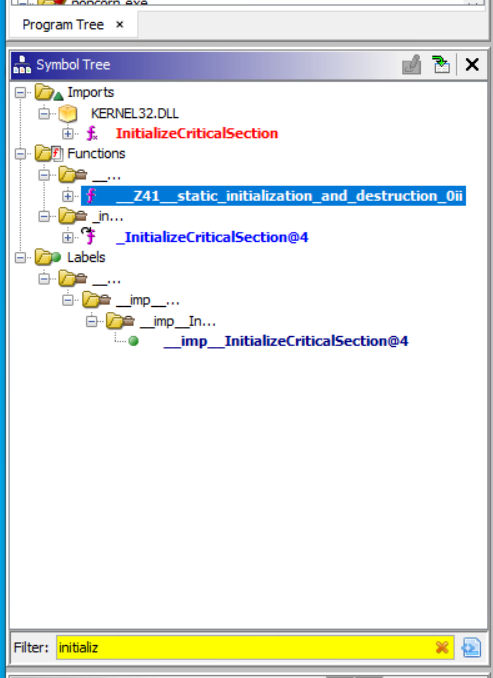 popcorn.exe
Program Tree ×
Symbol Tree
Imports
KERNEL32.DLL
InitializeCriticalSection
Functions
__...
__Z41__static_initialization_and_destruction_0ii
_in...
_InitializeCriticalSection@4
Labels
__...
__imp__...
__imp__In...
__imp__InitializeCriticalSection@4
Filter: initializ